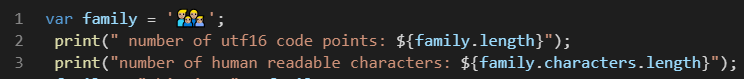 1 var family = '👨‍👩‍👧‍👦';
2 print(" number of utf16 code points: ${family.length}");
3 print("number of human readable characters: ${family.characters.length}");